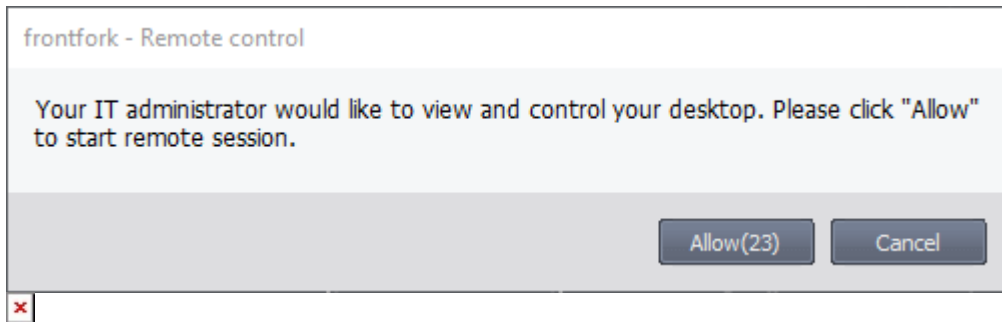 frontfork - Remote control
Your IT administrator would like to view and control your desktop. Please click "Allow"
to start remote session.
Allow(23)
Cancel